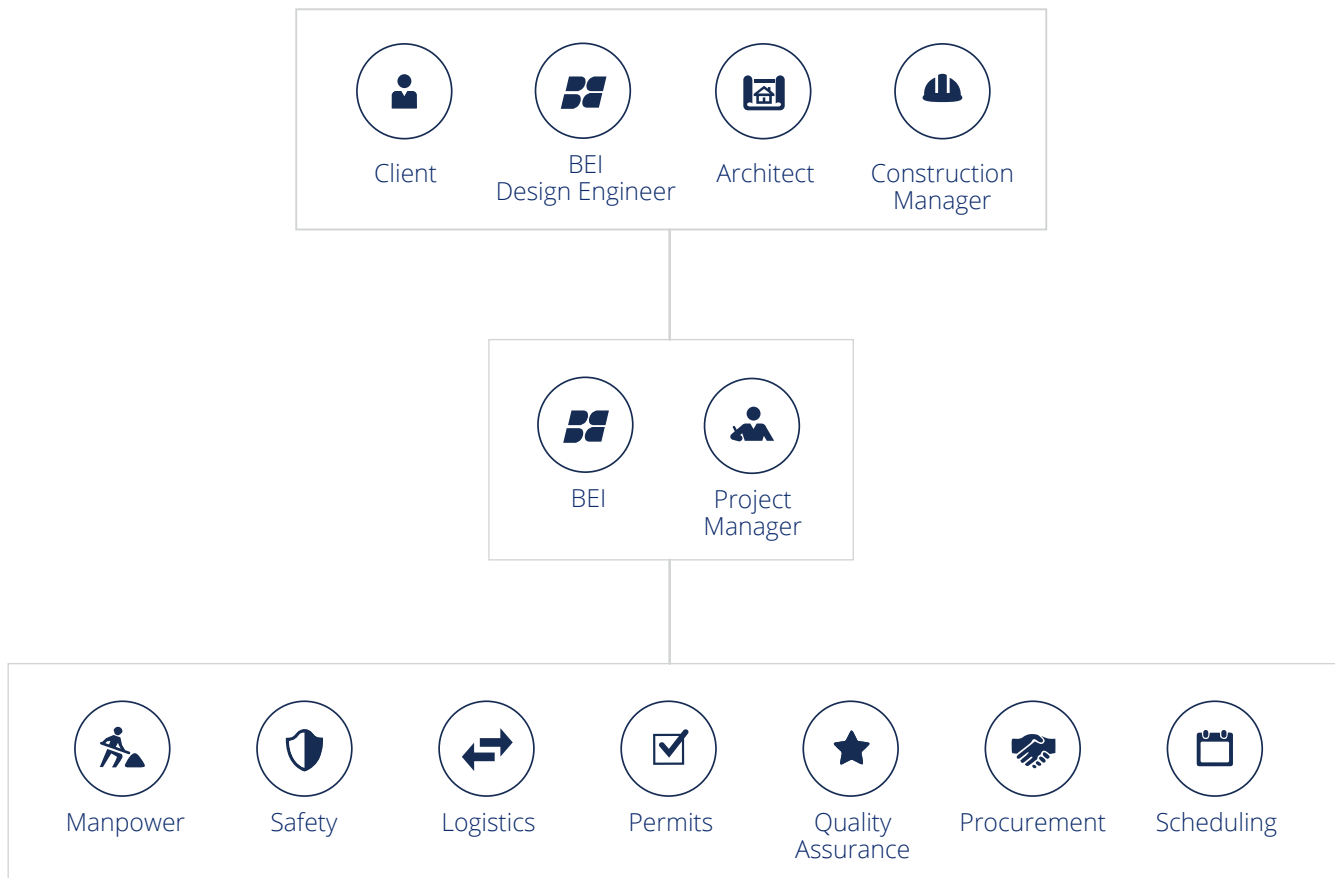 Client
BEI
Design Engineer
Architect
Construction
Manager
BEI
Project
Manager
Manpower
Safety
Logistics
Permits
Quality
Assurance
Procurement
Scheduling